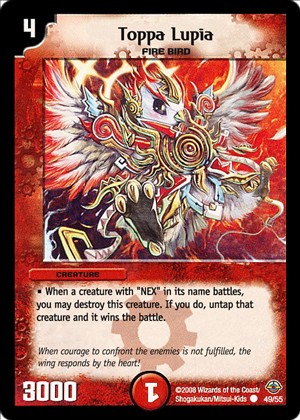 4
Toppa Lupia
FIRE BIRD
CREATURE
▪ When a creature with "NEX" in its name battles,
you may destroy this creature. If you do, untap that
creature and it wins the battle.
When courage to confront the enemies is not fulfilled, the
wing responds by the heart!
3000
1
©2008 Wizards of the Coast/
Shogakukan/Mitsui-Kids
49/55